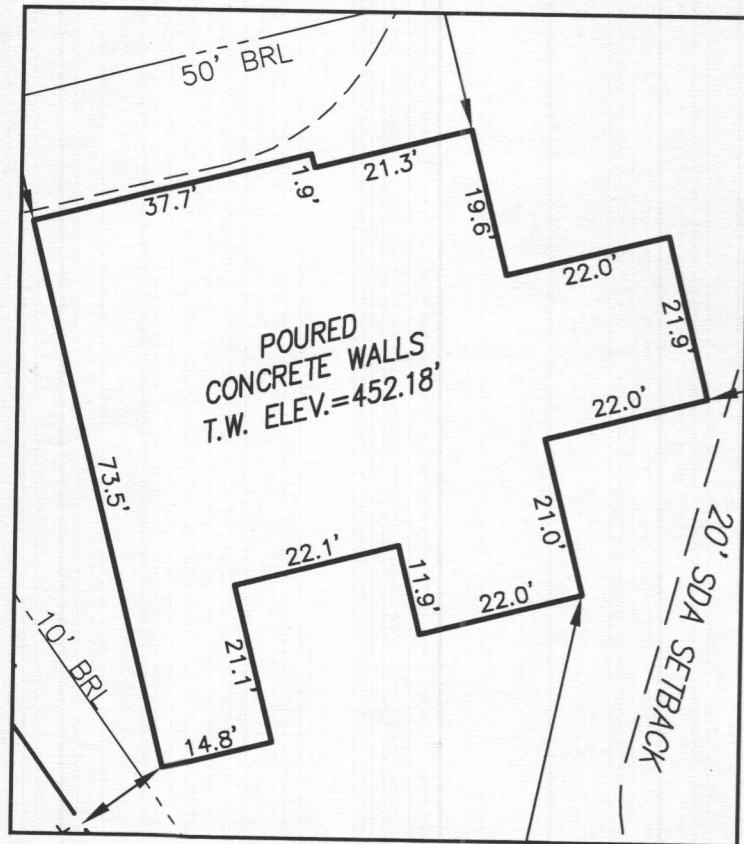 50' BRL
37.7'
1.9'
21.3'
19.6'
22.0'
21.9'
POURED
CONCRETE WALLS
T.W. ELEV.=452.18'
22.0'
73.5'
21.0'
20' SDA SETBACK
22.1'
11.9'
22.0'
10' BRL
21.1'
14.8'